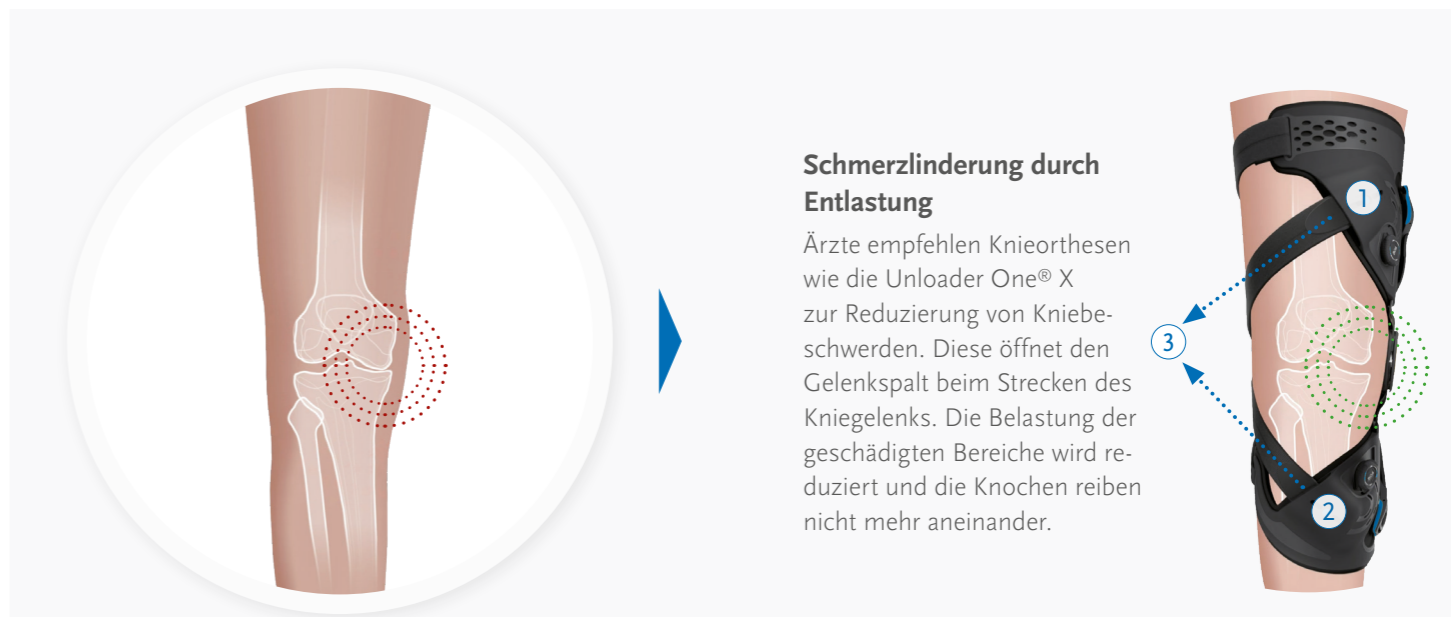 Schmerzlinderung durch
Entlastung
Ärzte empfehlen Knieorthesen
wie die Unloader One® X
zur Reduzierung von Kniebe-
schwerden. Diese öffnet den
Gelenkspalt beim Strecken des
Kniegelenks. Die Belastung der
geschädigten Bereiche wird re-
duziert und die Knochen reiben
nicht mehr aneinander.
1
3
2